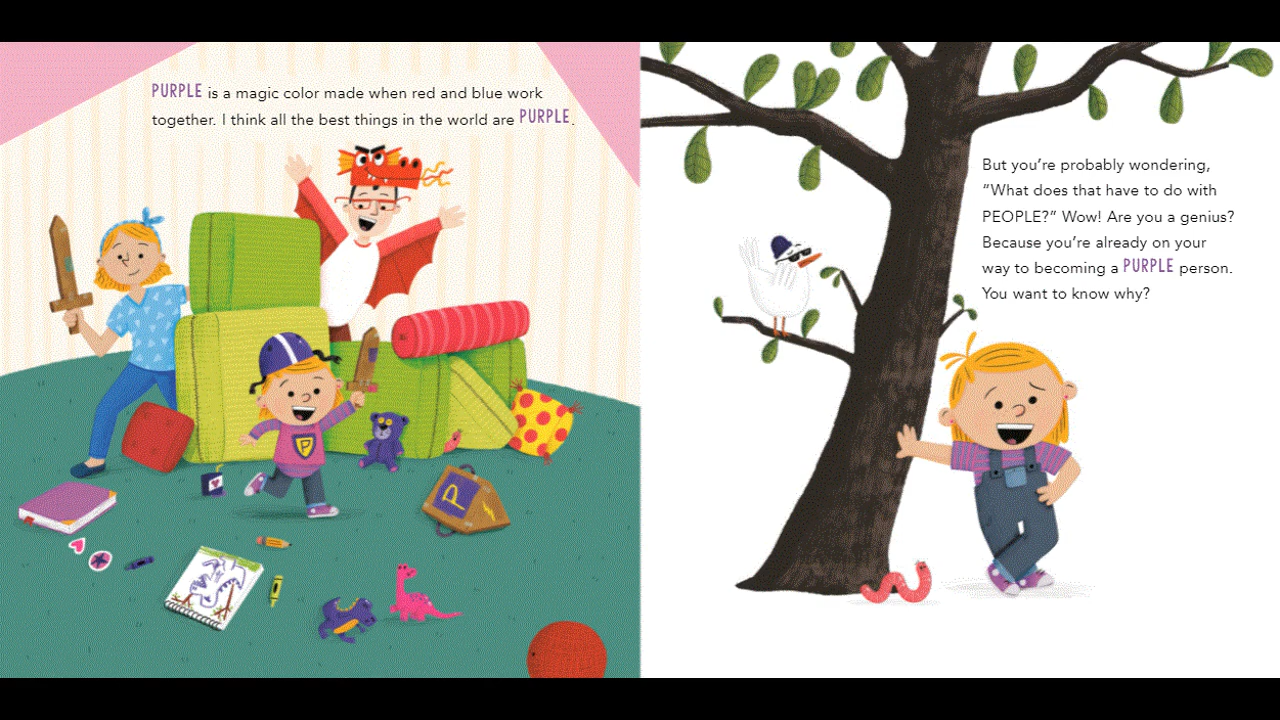 PURPLE is a magic color made when red and blue work
together. I think all the best things in the world are PURPLE.
P
P
But you’re probably wondering,
“What does that have to do with
PEOPLE?” Wow! Are you a genius?
Because you’re already on your
way to becoming a PURPLE person.
You want to know why?